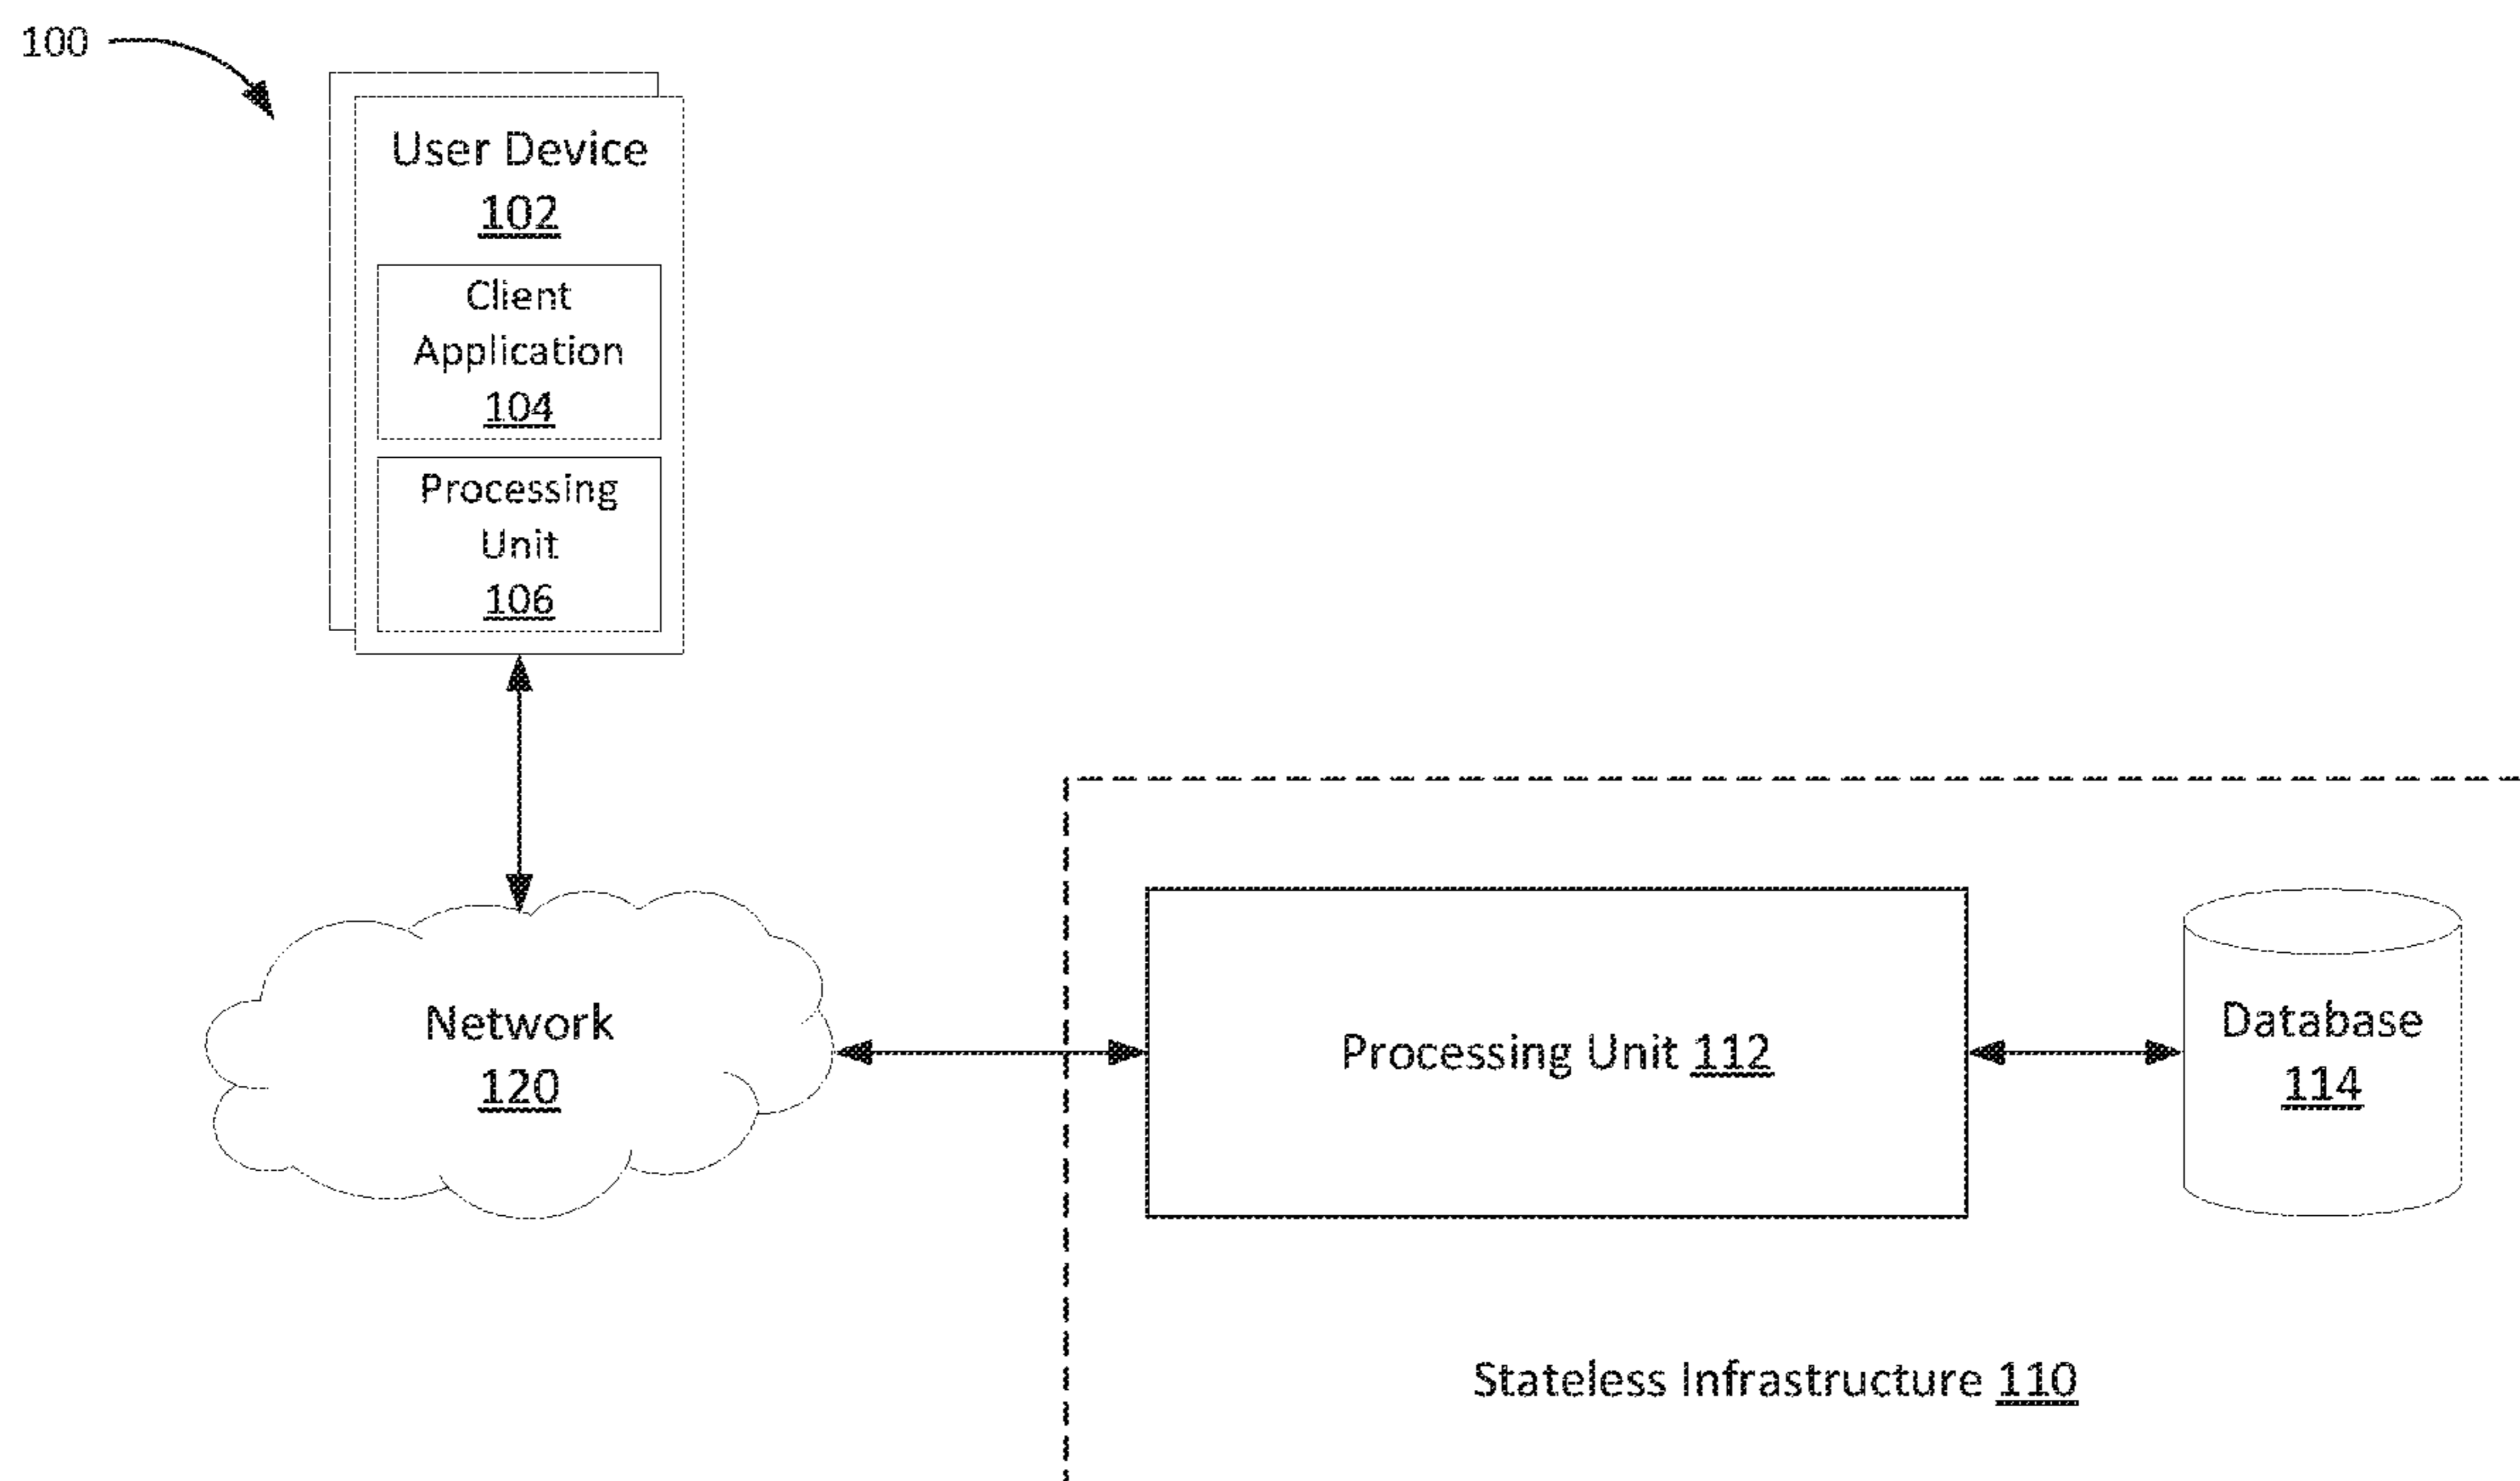 100
User Device
102
Client
Application
104
Processing
Unit
106
Network
120
Processing Unit 112
Database
114
Stateless Infrastructure 110